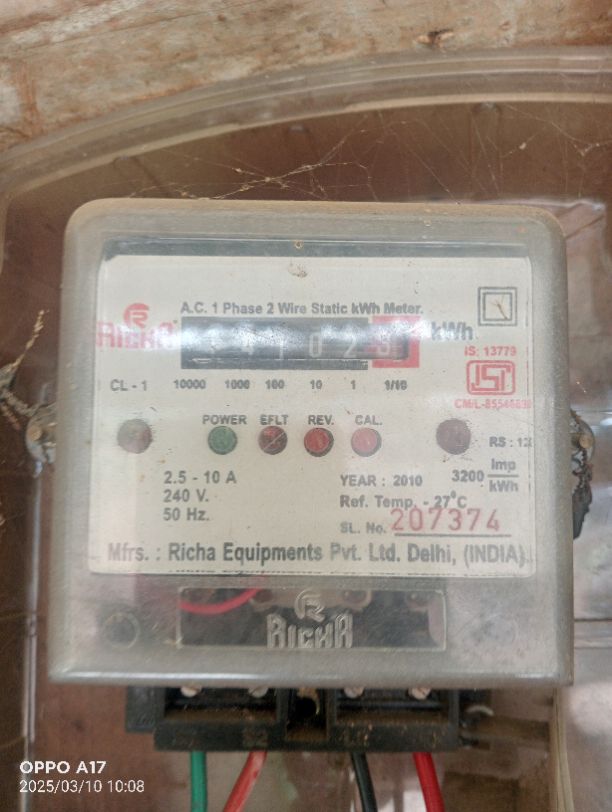 A.C. 1 Phase 2 Wire Static kWh Meter.
RICHA
kWh
IS: 13779
CL - 1
10000 1000 100 10 1 1/10
POWER EFLT REV. CAL.
2.5 - 10 A
240 V.
50 Hz.
YEAR : 2010
3200 Imp
kWh
Ref. Temp. - 27°C
SL. No. 207374
Mfrs. : Richa Equipments Pvt. Ltd. Delhi, (INDIA)
RICHA
OPPO A17
2025/03/10 10:08